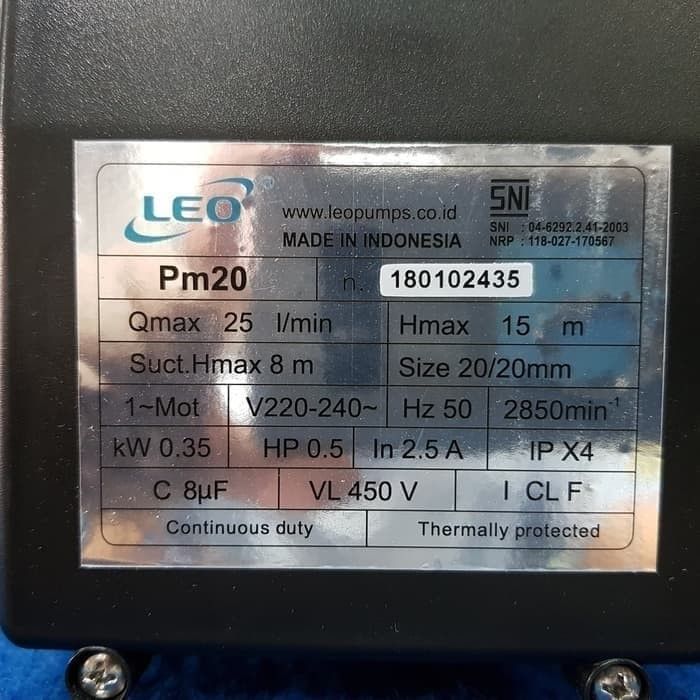 LEO
www.leopumps.co.id
MADE IN INDONESIA
SNI
SNI : 04-6292.2.41-2003
NRP : 118-027-170567
Pm20 n. 180102435
Qmax 25 l/min Hmax 15 m
Suct.Hmax 8 m Size 20/20mm
1~Mot V220-240~ Hz 50 2850min⁻¹
kW 0.35 HP 0.5 In 2.5 A IP X4
C 8µF VL 450 V I CL F
Continuous duty Thermally protected